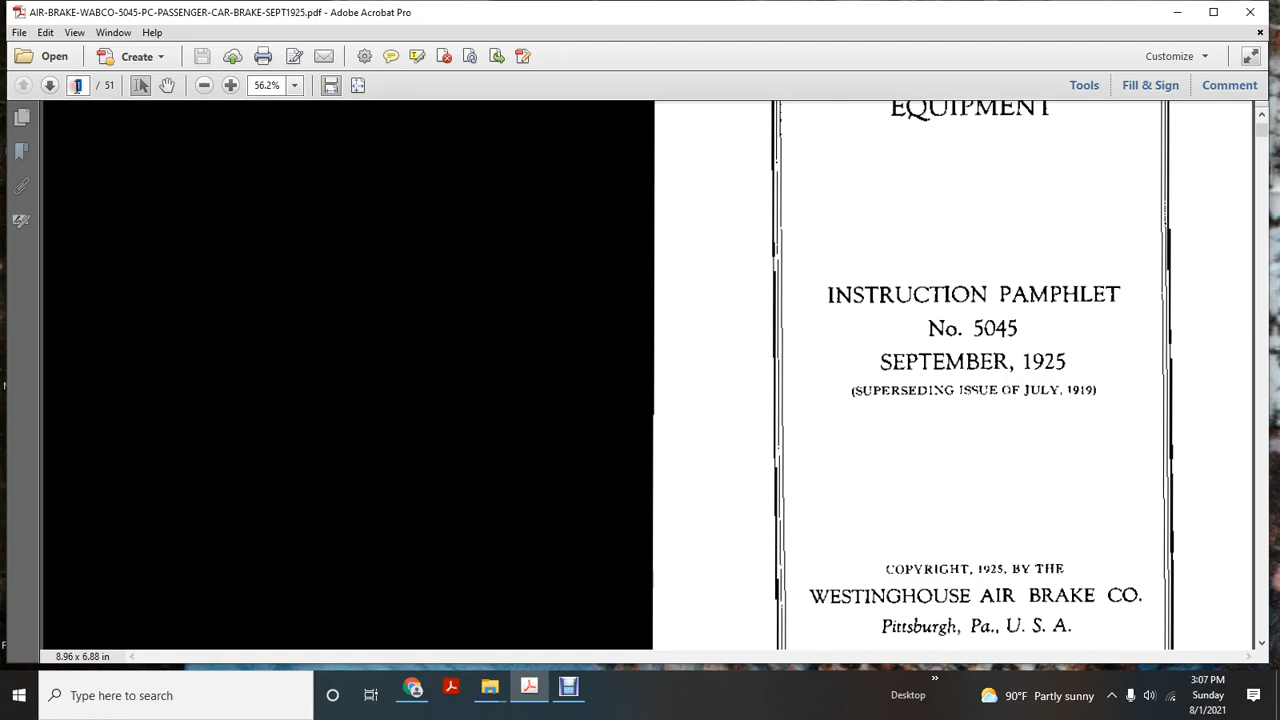 AIR-BRAKE-WABCO-5045-PC-PASSENGER-CAR-BRAKE-SEPT1925.pdf - Adobe Acrobat Pro
File Edit View Window Help
Open Create Customize
/ 51 56.2% Tools Fill & Sign Comment
EQUIPMENT
INSTRUCTION PAMPHLET
No. 5045
SEPTEMBER, 1925
(SUPERSEDING ISSUE OF JULY, 1919)
COPYRIGHT, 1925, BY THE
WESTINGHOUSE AIR BRAKE CO.
Pittsburgh, Pa., U. S. A.
8.96 x 6.88 in
Type here to search Desktop 90°F Partly sunny
3:07 PM
Sunday
8/1/2021